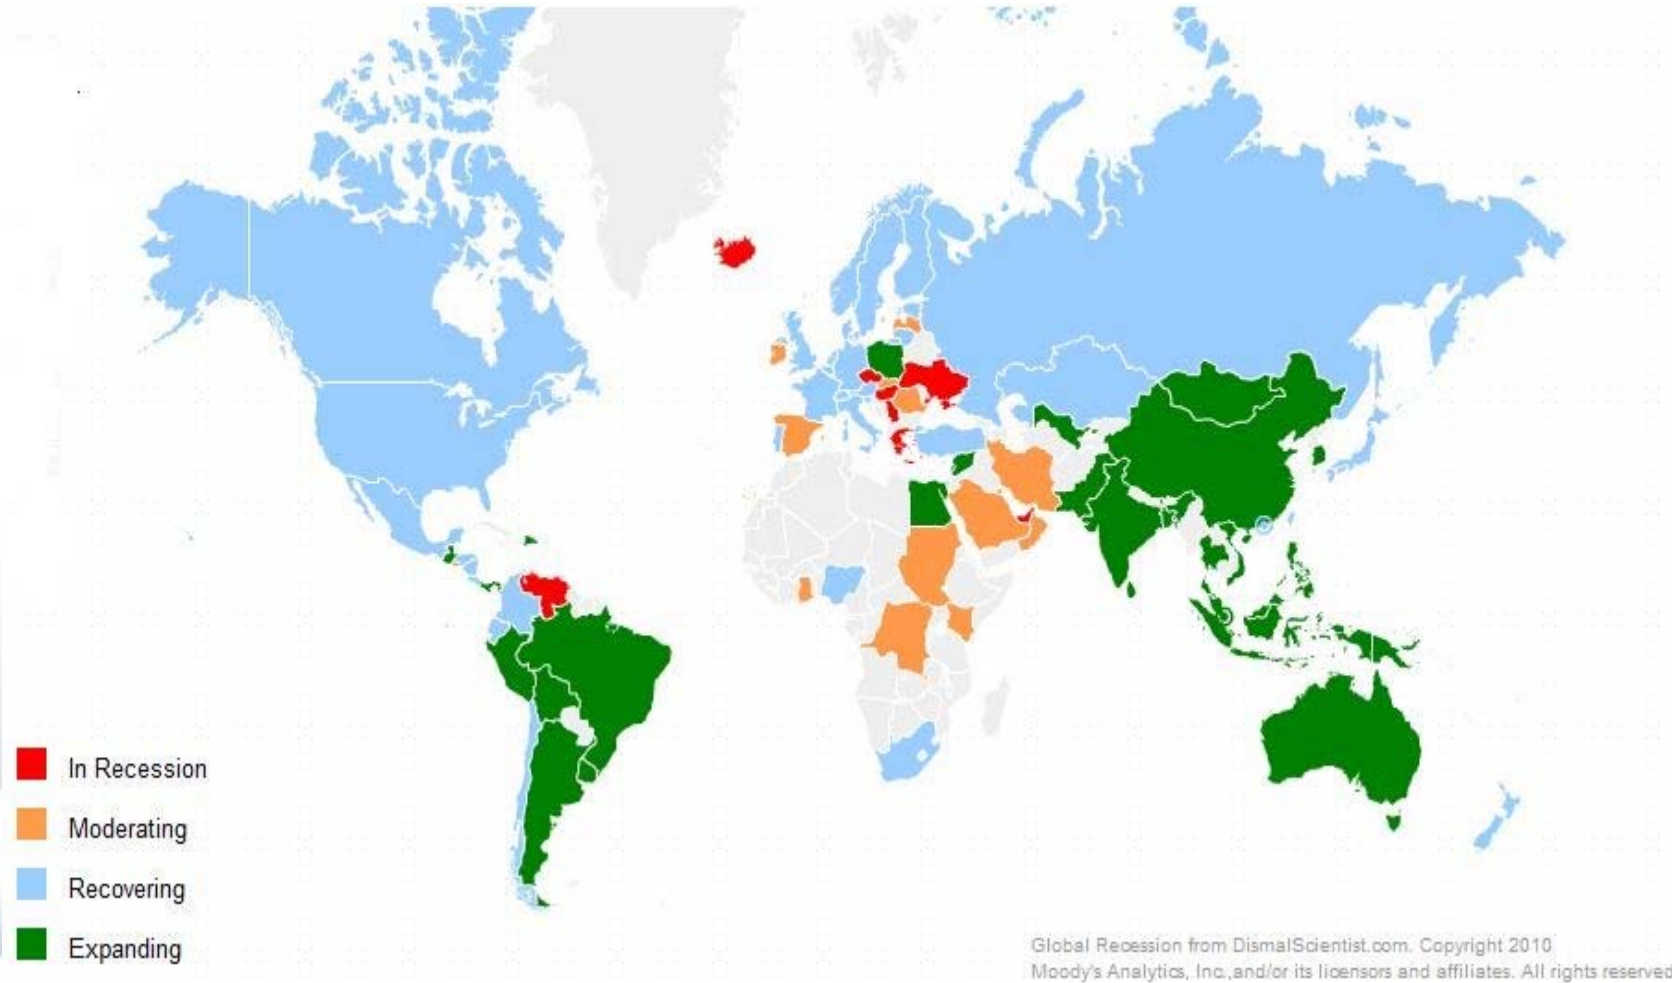 In Recession
Moderating
Recovering
Expanding
Global Recession from DismalScientist.com. Copyright 2010
Moody's Analytics, Inc.,and/or its licensors and affiliates. All rights reserved